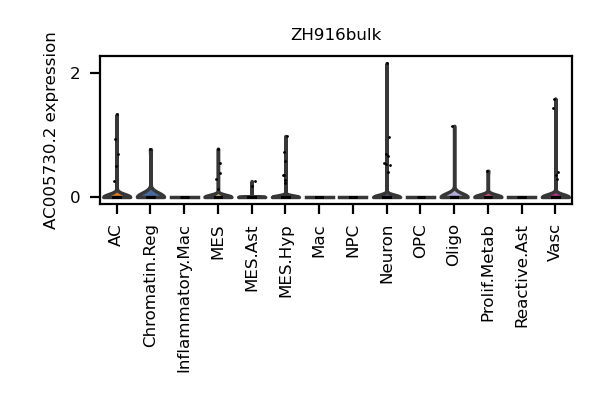 ZH916bulk
AC005730.2 expression
2
0
AC
Chromatin.Reg
Inflammatory.Mac
MES
MES.Ast
MES.Hyp
Mac
NPC
Neuron
OPC
Oligo
Prolif.Metab
Reactive.Ast
Vasc